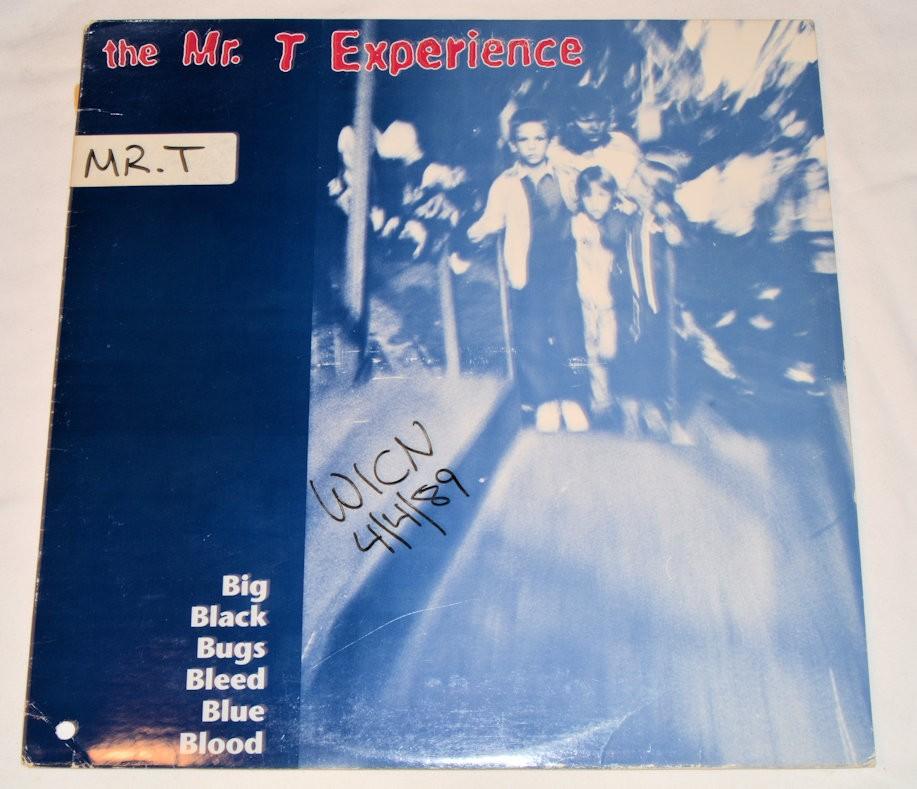 the Mr. T Experience
MR. T
WICN
4/4/89
Big
Black
Bugs
Bleed
Blue
Blood